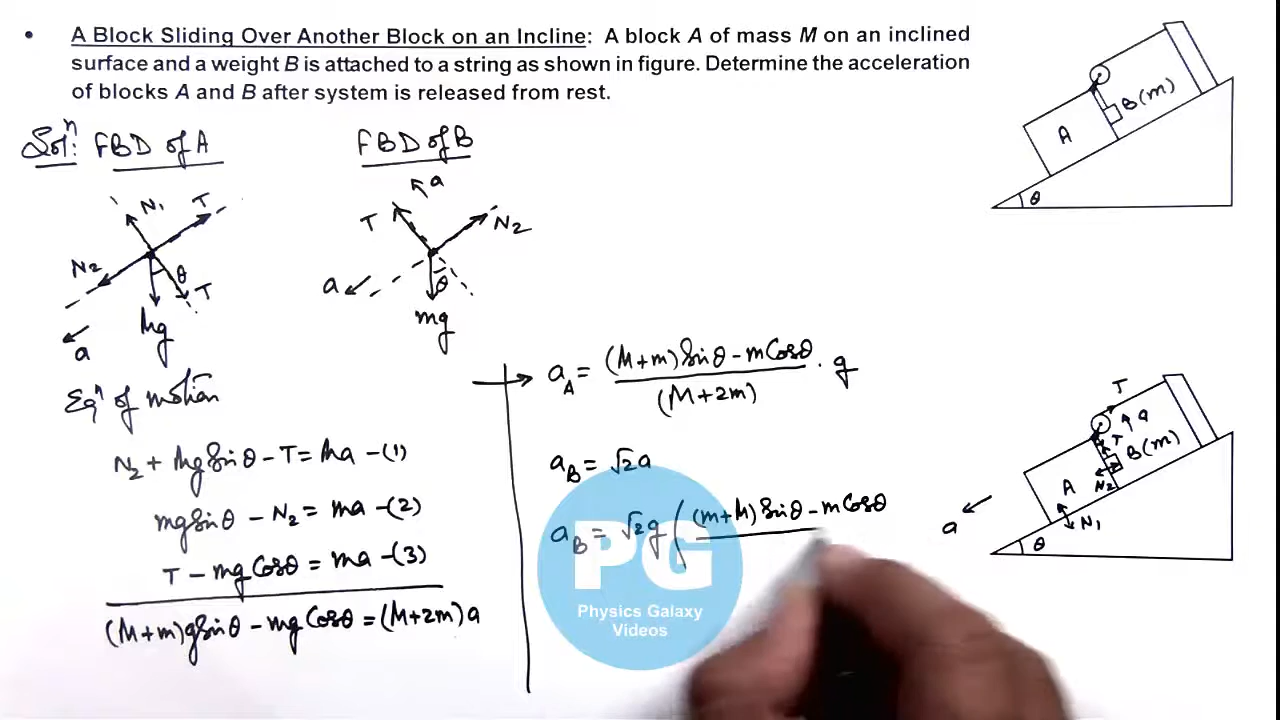 • A Block Sliding Over Another Block on an Incline: A block A of mass M on an inclined
surface and a weight B is attached to a string as shown in figure. Determine the acceleration
of blocks A and B after system is released from rest.
Solⁿ: FBD of A
FBD of B
N₁
T
N₂
θ
T
Mg
a
a
T
N₂
a
θ
mg
Eqⁿ of motion
N₂ + Mg Sinθ - T = Ma -(1)
mg Sinθ - N₂ = ma -(2)
T - mg Cosθ = ma -(3)
(M+m)g Sinθ - mg Cosθ = (M+2m) a
a_A = (M+m) Sinθ - m Cosθ / (M+2m) . g
a_B = √2a
a_B = √2g ( (m+M) Sinθ - m Cosθ
PG
Physics Galaxy
Videos
B(m)
A
θ
T
a
T
B(m)
A
N₂
a
N₁
θ